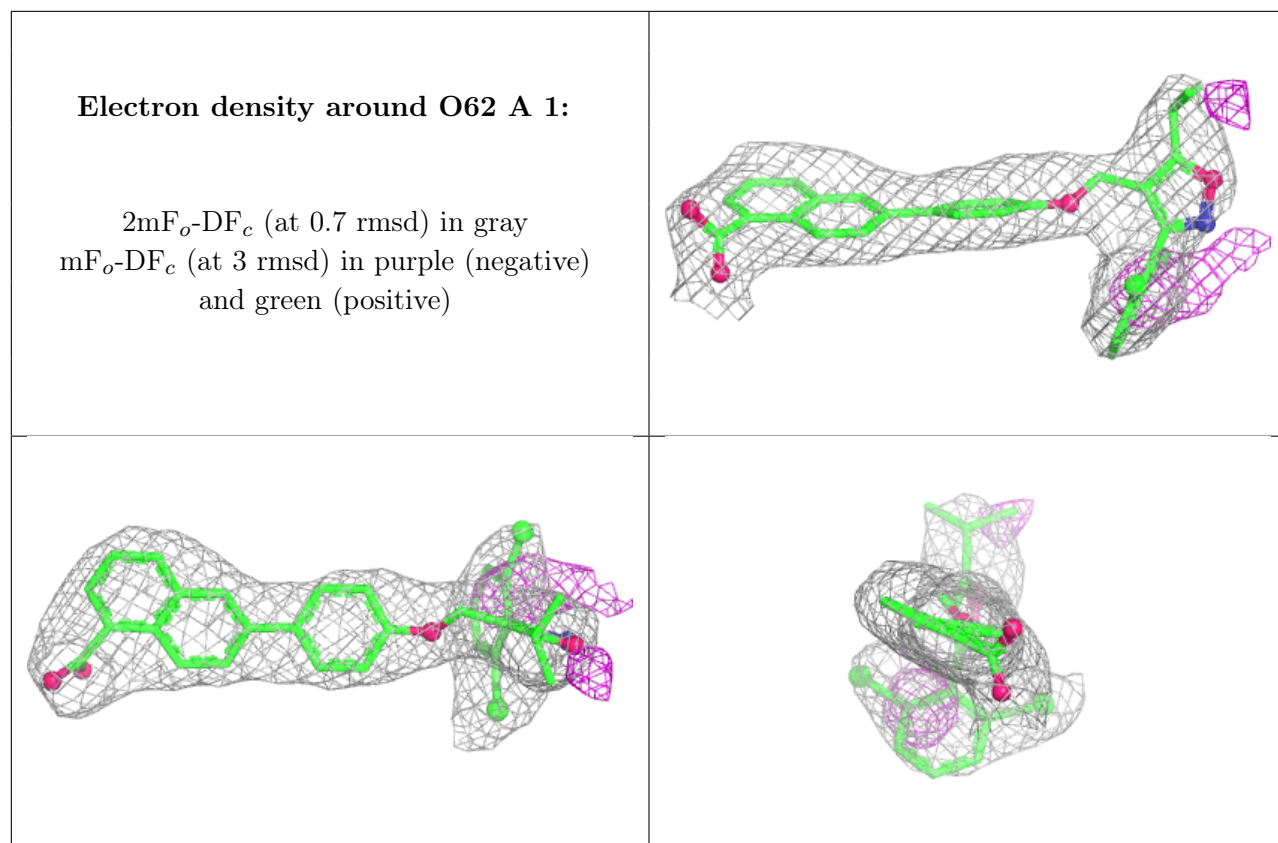 Electron density around O62 A 1:
2mFo-DFc (at 0.7 rmsd) in gray
mFo-DFc (at 3 rmsd) in purple (negative)
and green (positive)